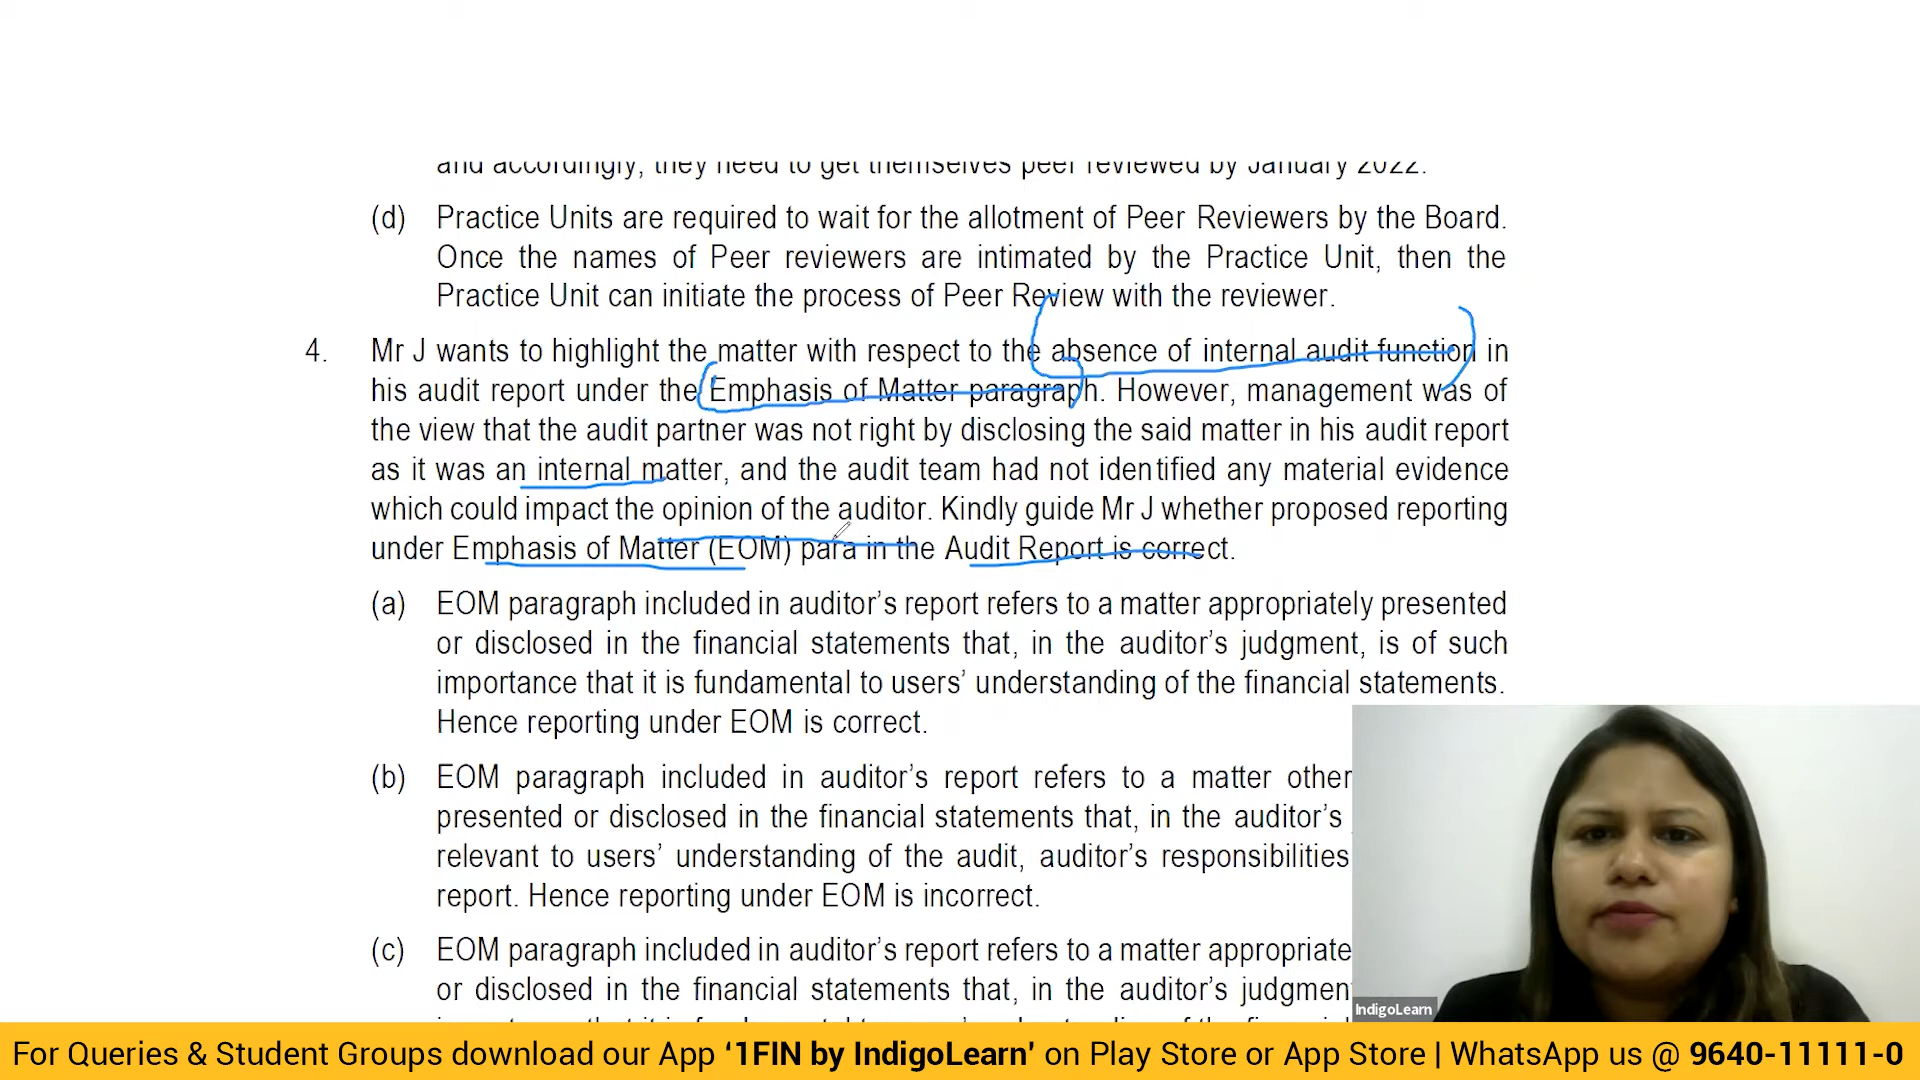 and accordingly, they need to get themselves peer reviewed by January 2022.
(d) Practice Units are required to wait for the allotment of Peer Reviewers by the Board.
Once the names of Peer reviewers are intimated by the Practice Unit, then the
Practice Unit can initiate the process of Peer Review with the reviewer.
4. Mr J wants to highlight the matter with respect to the absence of internal audit function in
his audit report under the Emphasis of Matter paragraph. However, management was of
the view that the audit partner was not right by disclosing the said matter in his audit report
as it was an internal matter, and the audit team had not identified any material evidence
which could impact the opinion of the auditor. Kindly guide Mr J whether proposed reporting
under Emphasis of Matter (EOM) para in the Audit Report is correct.
(a) EOM paragraph included in auditor's report refers to a matter appropriately presented
or disclosed in the financial statements that, in the auditor's judgment, is of such
importance that it is fundamental to users' understanding of the financial statements.
Hence reporting under EOM is correct.
(b) EOM paragraph included in auditor's report refers to a matter other
presented or disclosed in the financial statements that, in the auditor's
relevant to users' understanding of the audit, auditor's responsibilities
report. Hence reporting under EOM is incorrect.
(c) EOM paragraph included in auditor's report refers to a matter appropriate
or disclosed in the financial statements that, in the auditor's judgmen
IndigoLearn
For Queries & Student Groups download our App '1FIN by IndigoLearn' on Play Store or App Store | WhatsApp us @ 9640-11111-0